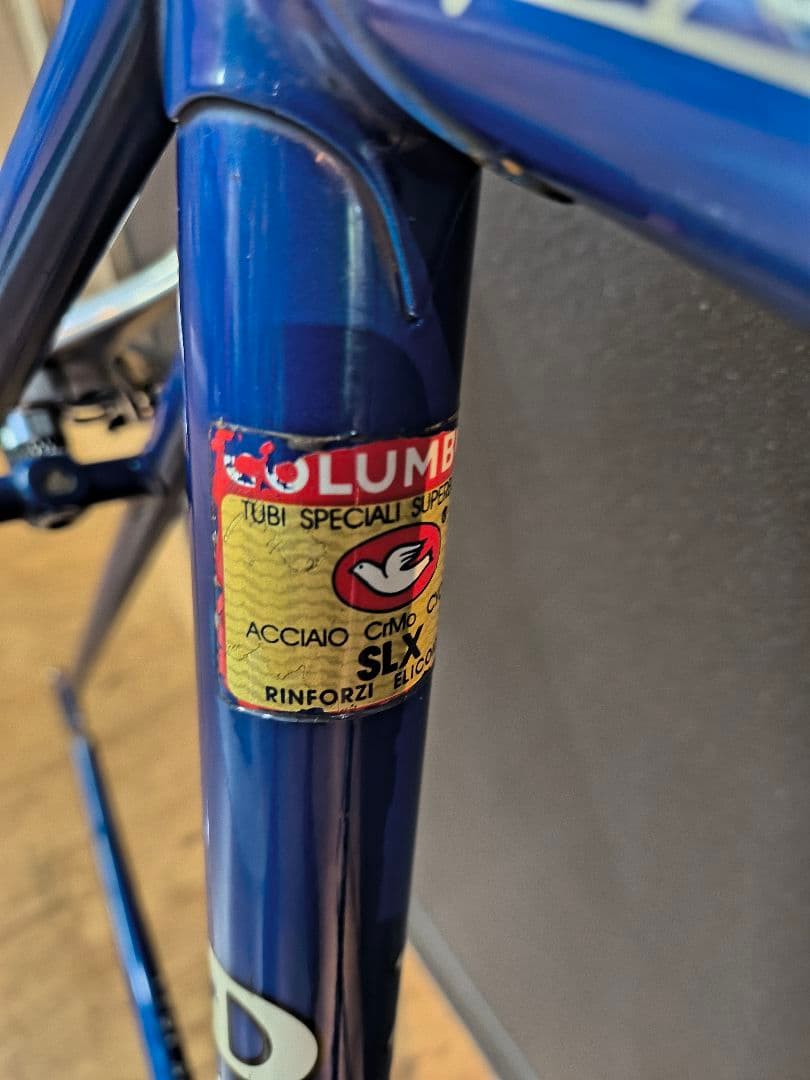 COLUMB
TUBI SPECIALI SUPER
®
ACCIAIO CrMo
SLX
RINFORZI ELICO